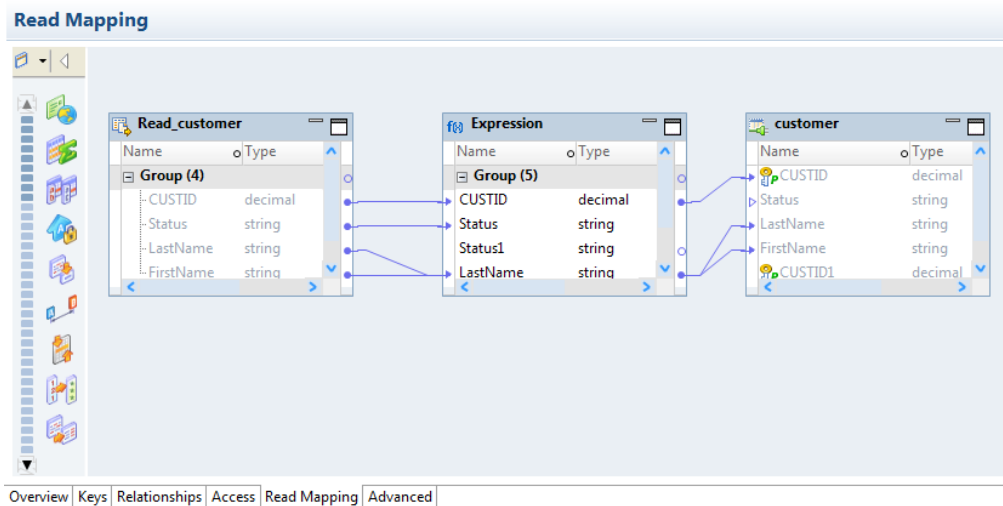 Read Mapping
Read_customer
Name Type
Group (4)
CUSTID decimal
Status string
LastName string
FirstName string
f(x) Expression
Name Type
Group (5)
CUSTID decimal
Status string
Status1 string
LastName string
customer
Name Type
CUSTID decimal
Status string
LastName string
FirstName string
CUSTID1 decimal
Overview Keys Relationships Access Read Mapping Advanced